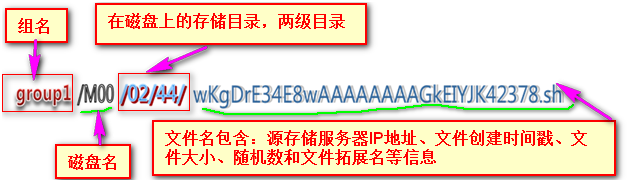 组名
在磁盘上的存储目录，两级目录
group1/M00/02/44/wKgDrE34E8wAAAAAAAAGkEIYJK42378.sh
磁盘名
文件名包含：源存储服务器IP地址、文件创建时间戳、文
件大小、随机数和文件拓展名等信息